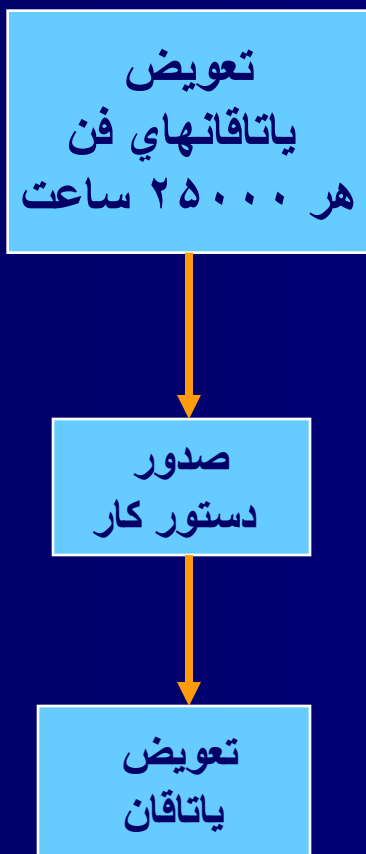 تعويض
ياتاقانهاي فن
هر ۲۵۰۰۰ ساعت
صدور
دستور كار
تعويض
ياتاقان